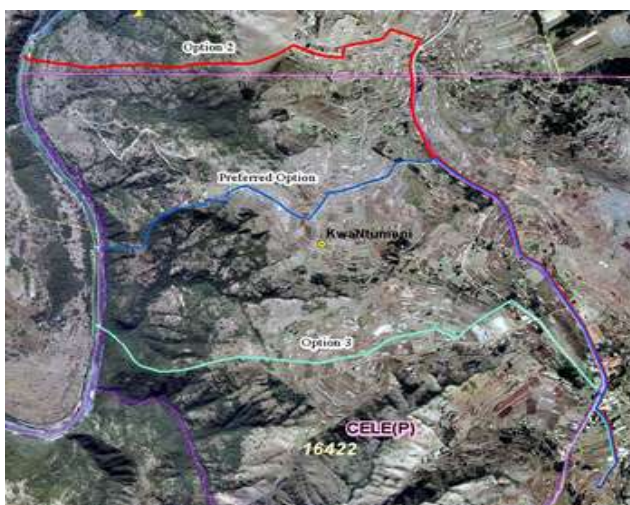 Option 2
Preferred Option
KwaNtumeni
Option 3
CELE(P)
16422